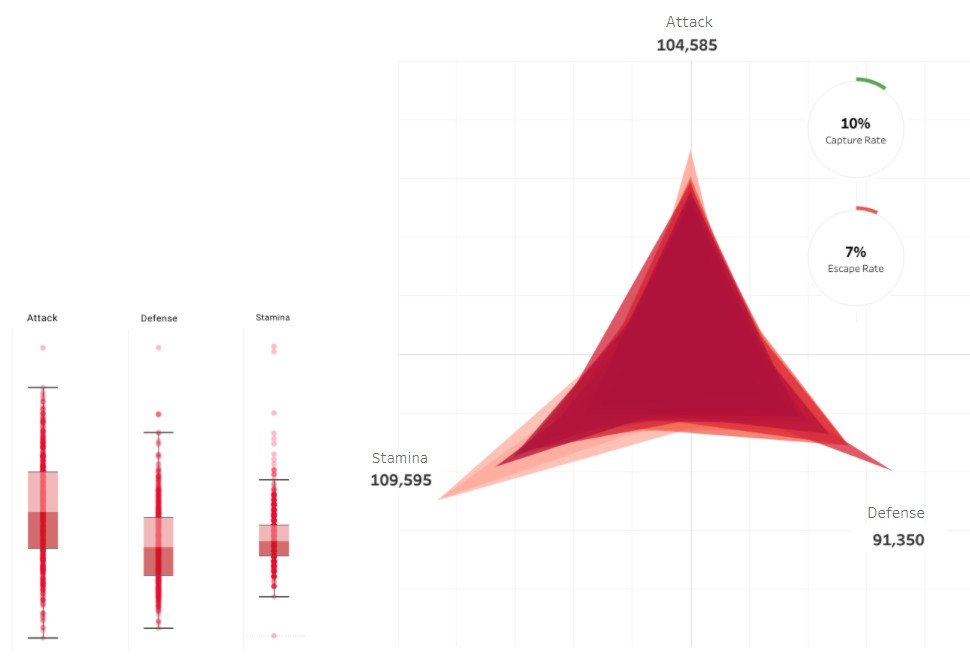 Attack
104,585
10%
Capture Rate
7%
Escape Rate
Attack
Defense
Stamina
Stamina
109,595
Defense
91,350